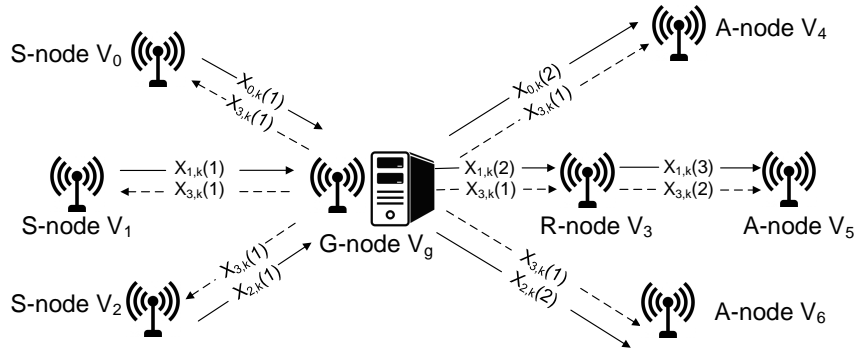 S-node V0
X0,k(1)
X3,k(1)
X0,k(2)
X3,k(1)
A-node V4
S-node V1
X1,k(1)
X3,k(1)
G-node Vg
X1,k(2)
X3,k(1)
R-node V3
X1,k(3)
X3,k(2)
A-node V5
S-node V2
X3,k(1)
X2,k(1)
X3,k(1)
X2,k(2)
A-node V6